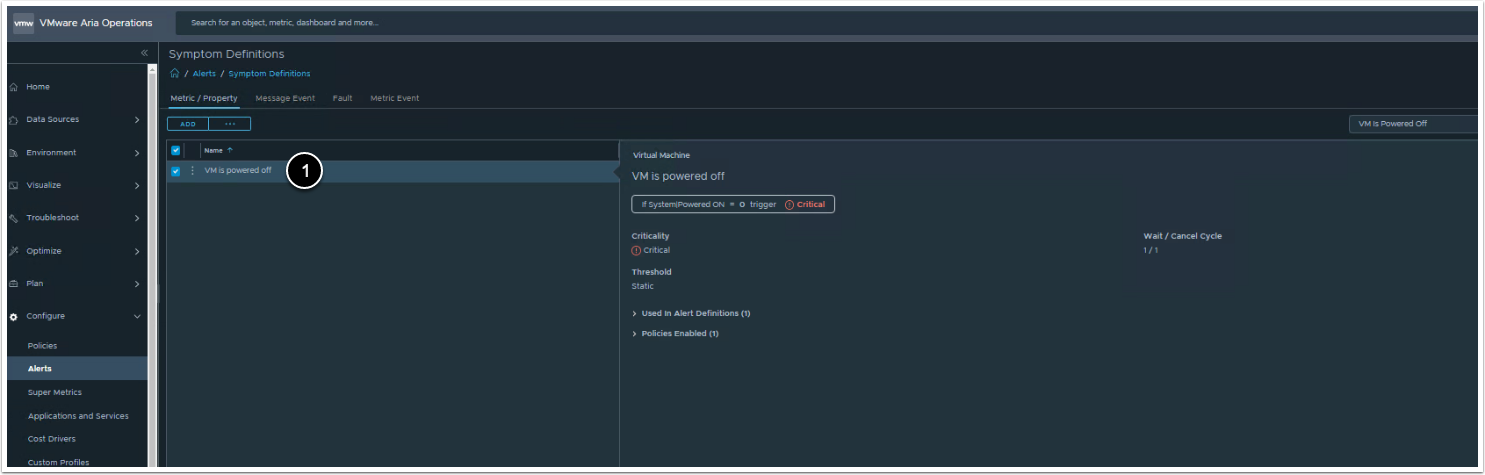 vmw VMware Aria Operations
Search for an object, metric, dashboard and more...
«
Home
Data Sources
Environment
Visualize
Troubleshoot
Optimize
Plan
Configure
Policies
Alerts
Super Metrics
Applications and Services
Cost Drivers
Custom Profiles
Symptom Definitions
/ Alerts / Symptom Definitions
Metric / Property Message Event Fault Metric Event
ADD ...
VM Is Powered Off
Name ↑
VM is powered off
1
Virtual Machine
VM is powered off
If System|Powered ON = 0 trigger Critical
Criticality
Critical
Wait / Cancel Cycle
1 / 1
Threshold
Static
Used In Alert Definitions (1)
Policies Enabled (1)